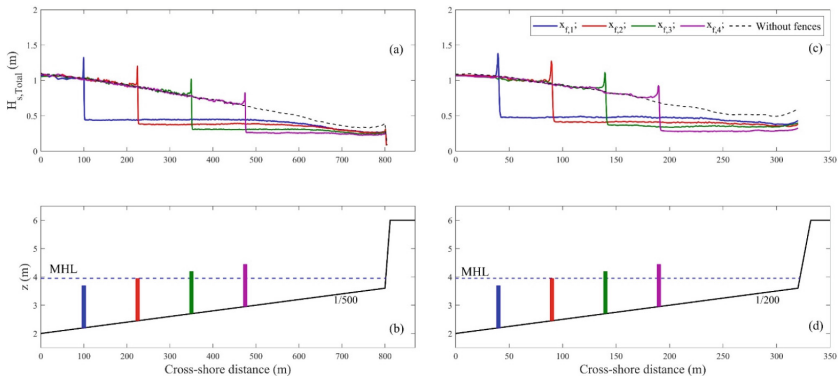 x_f,1; x_f,2; x_f,3; x_f,4; Without fences
2
1.5
1
0.5
0
H_s,Total (m)
(a)
0 100 200 300 400 500 600 700 800
2
1.5
1
0.5
0
(c)
0 50 100 150 200 250 300 350
6
5
4
3
2
z (m)
MHL
1/500
(b)
0 100 200 300 400 500 600 700 800
Cross-shore distance (m)
6
5
4
3
2
MHL
1/200
(d)
0 50 100 150 200 250 300 350
Cross-shore distance (m)